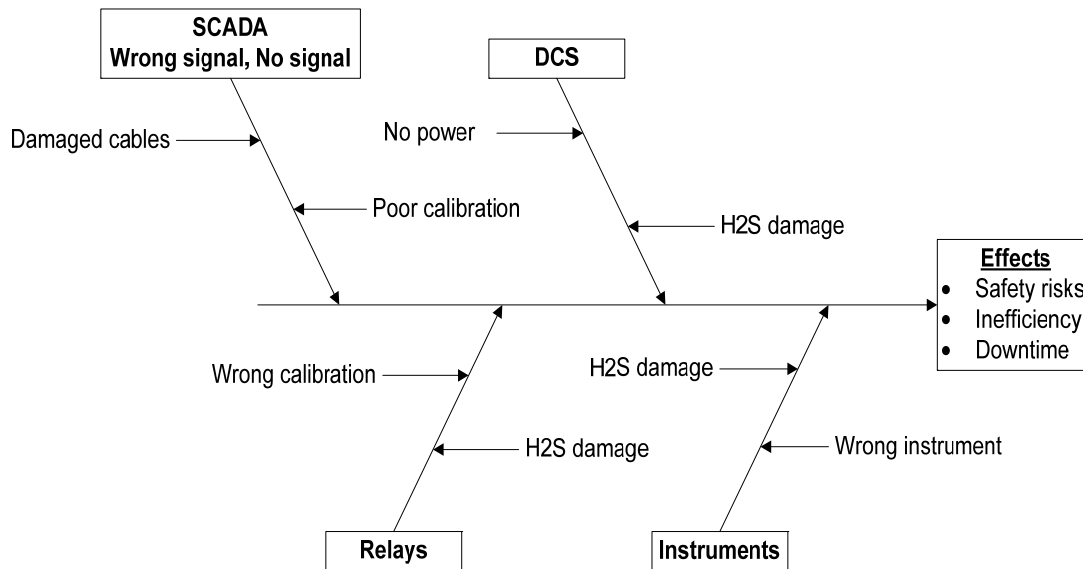 SCADA
Wrong signal, No signal
DCS
No power
Damaged cables
Poor calibration
H2S damage
Effects
• Safety risks
• Inefficiency
• Downtime
H2S damage
Wrong calibration
H2S damage
Wrong instrument
Relays
Instruments